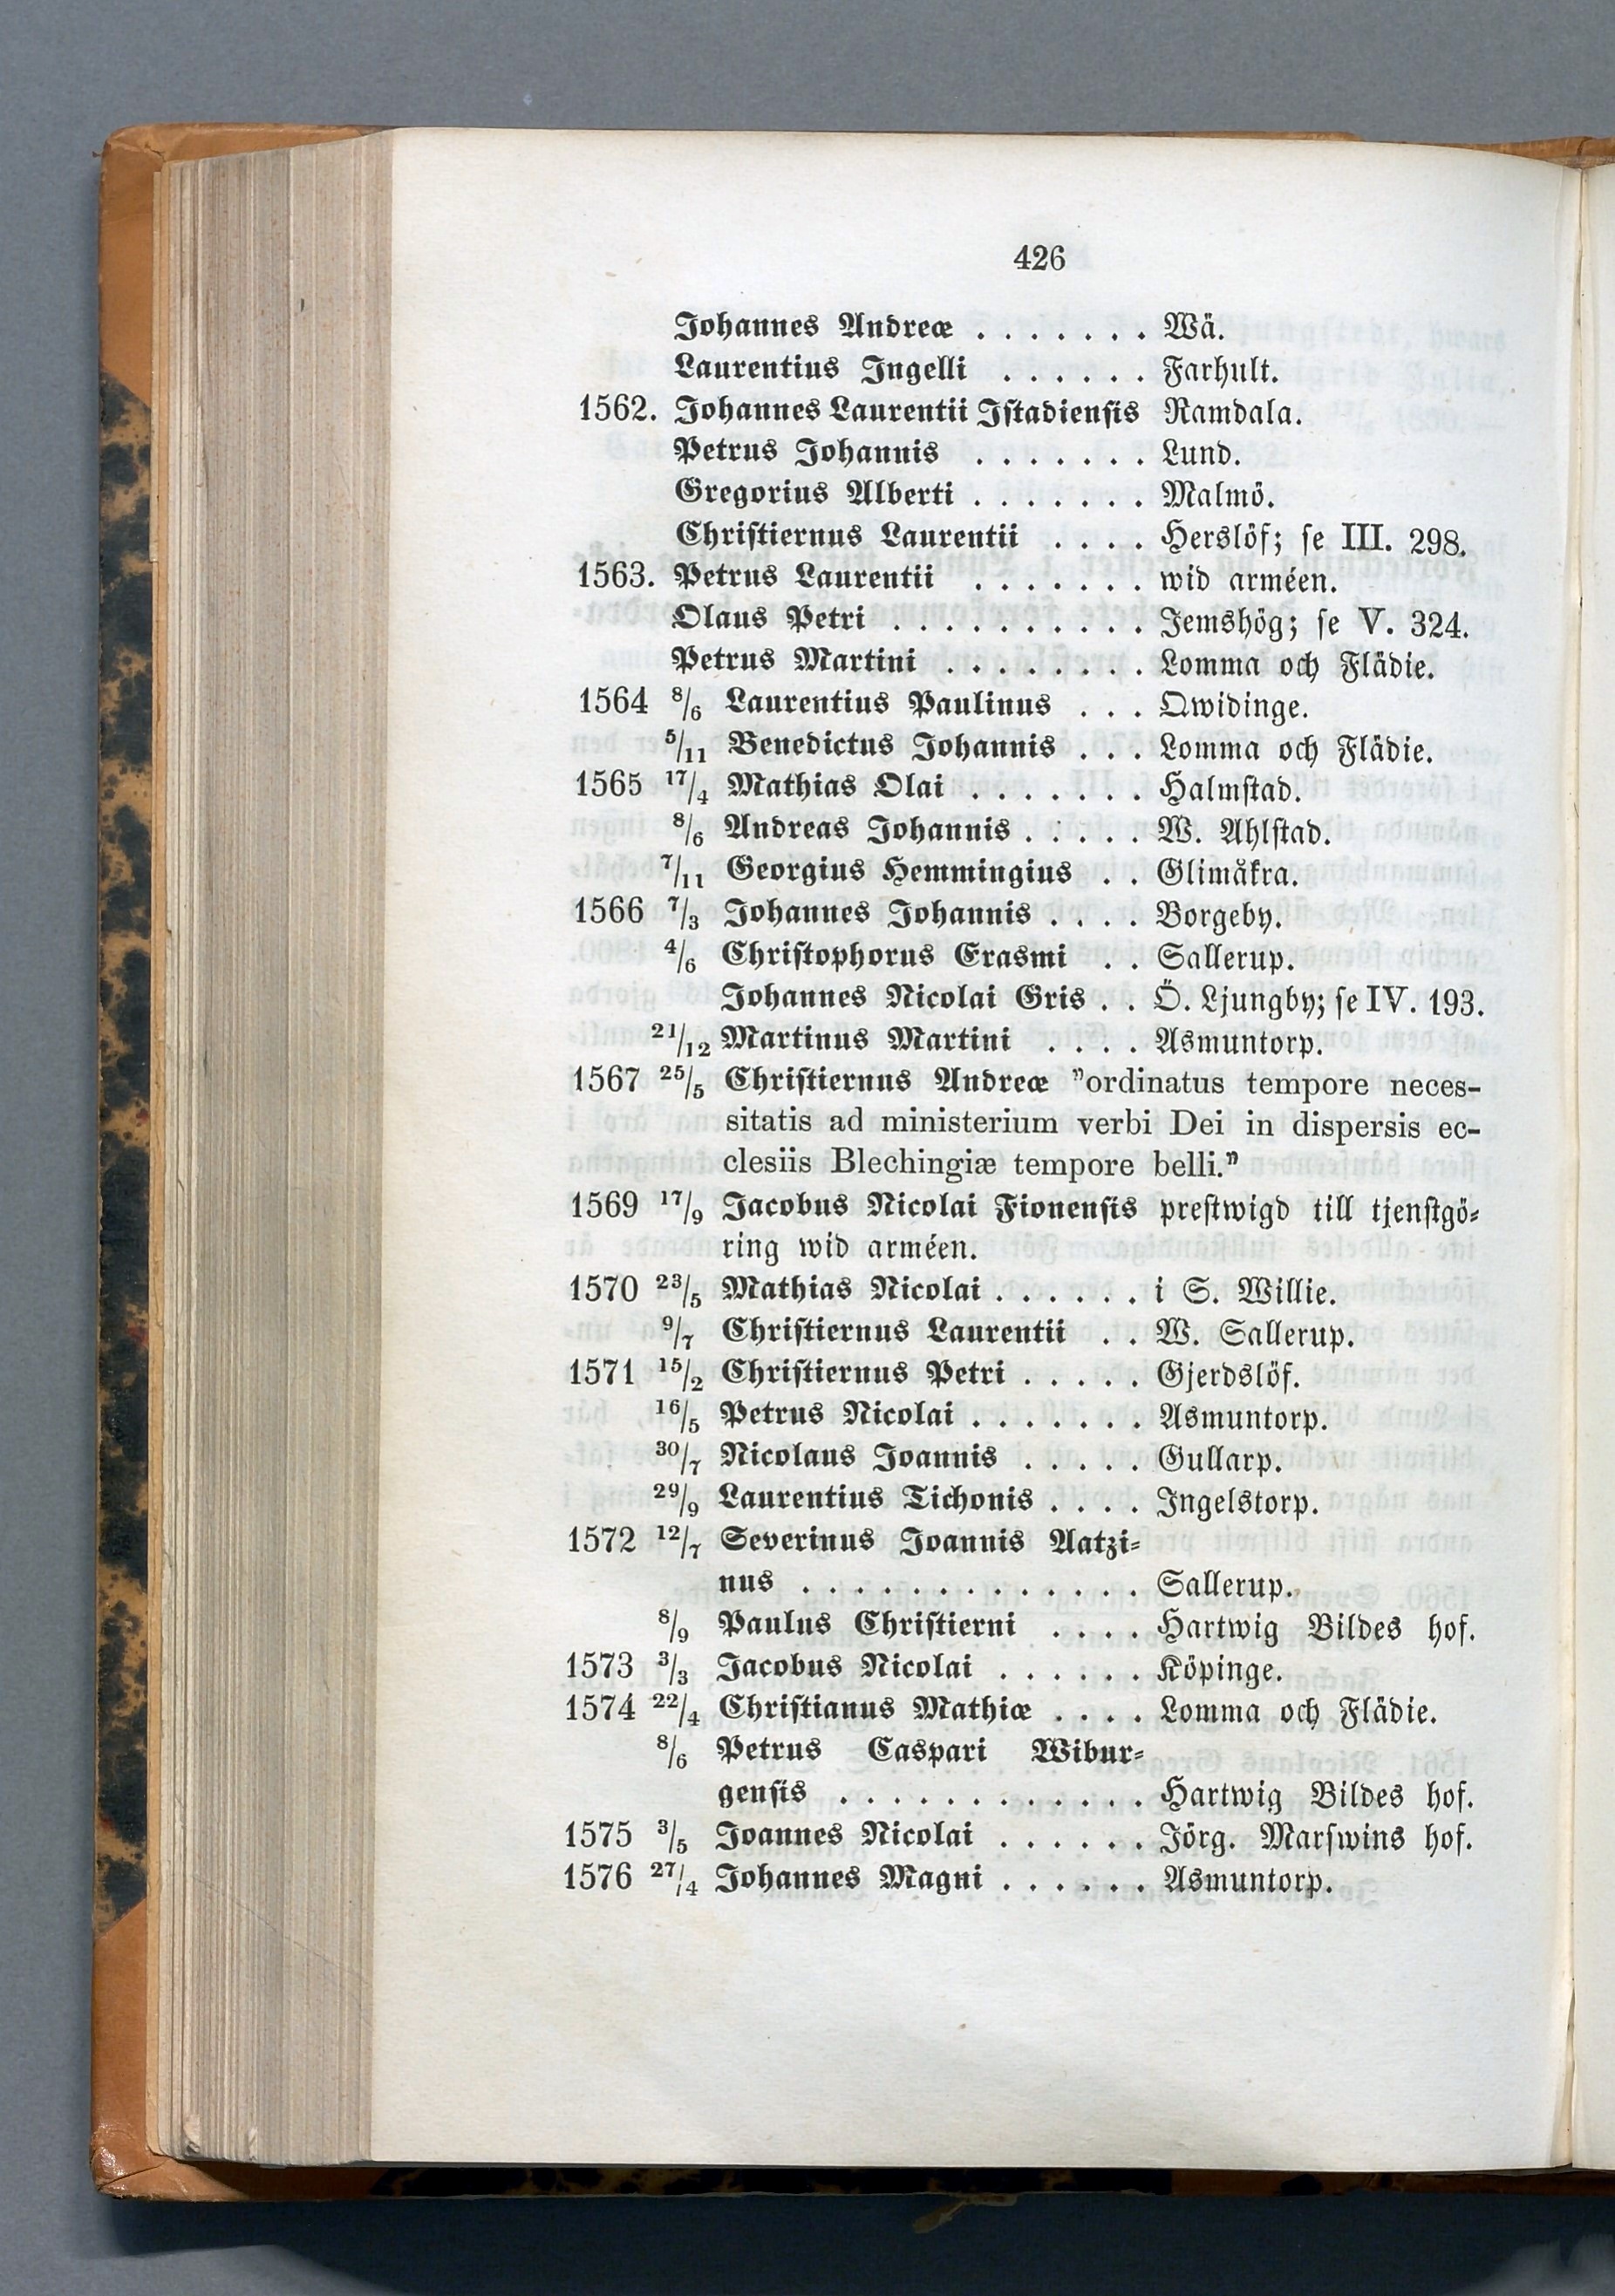 426
Johannes Andreæ . . . . . . . Wä.
Laurentius Ingelli . . . . . . Farhult.
1562. Johannes Laurentii Istadiensis Ramdala.
Petrus Johannis . . . . . . . Lund.
Gregorius Alberti . . . . . . . Malmö.
Christiernus Laurentii . . . . Herslöf; se III. 298.
1563. Petrus Laurentii . . . . . . . wid arméen.
Olaus Petri . . . . . . . . . . Jemshög; se V. 324.
Petrus Martini . . . . . . . . Lomma och Flädie.
1564 8/6 Laurentius Paulinus . . . Qwidinge.
5/11 Benedictus Johannis . . . Lomma och Flädie.
1565 17/4 Mathias Olai . . . . . . . Halmstad.
8/6 Andreas Johannis . . . . . W. Ahlstad.
7/11 Georgius Hemmingius . . Glimåkra.
1566 7/3 Johannes Johannis . . . . Borgeby.
4/6 Christophorus Erasmi . . Sallerup.
Johannes Nicolai Gris . . Ö. Ljungby; se IV. 193.
21/12 Martinus Martini . . . . Asmuntorp.
1567 25/5 Christiernus Andreæ ”ordinatus tempore neces-
sitatis ad ministerium verbi Dei in dispersis ec-
clesiis Blechingiæ tempore belli.”
1569 17/9 Jacobus Nicolai Fionensis prestwigd till tjenstgö-
ring wid arméen.
1570 23/5 Mathias Nicolai . . . . . . i S. Willie.
9/7 Christiernus Laurentii . . W. Sallerup.
1571 15/2 Christiernus Petri . . . . . Gjerdslöf.
16/5 Petrus Nicolai . . . . . . . Asmuntorp.
30/7 Nicolaus Joannis . . . . . Gullarp.
29/9 Laurentius Tichonis . . . . Ingelstorp.
1572 12/7 Severinus Joannis Aatzi-
nus . . . . . . . . . . . . . Sallerup.
8/9 Paulus Christierni . . . . Hartwig Bildes hof.
1573 3/3 Jacobus Nicolai . . . . . . Köpinge.
1574 22/4 Christianus Mathiæ . . . . Lomma och Flädie.
8/6 Petrus Caspari Wibur-
gensis . . . . . . . . . . . . Hartwig Bildes hof.
1575 3/5 Joannes Nicolai . . . . . . Jörg. Marswins hof.
1576 27/4 Johannes Magni . . . . . . Asmuntorp.